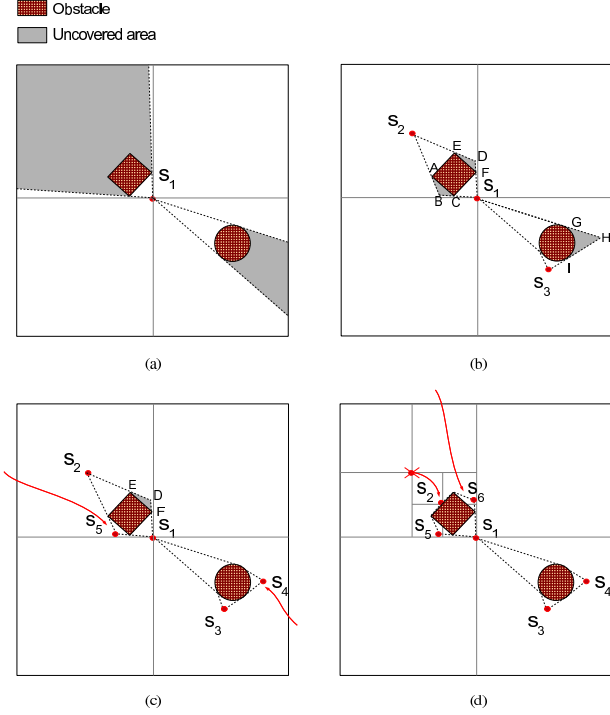 Obstacle
Uncovered area
S1
(a)
S2
E
D
A
F
S1
B
C
G
H
I
S3
(b)
S2
E
D
F
S5
S1
S4
S3
(c)
S2
S6
S5
S1
S4
S3
(d)